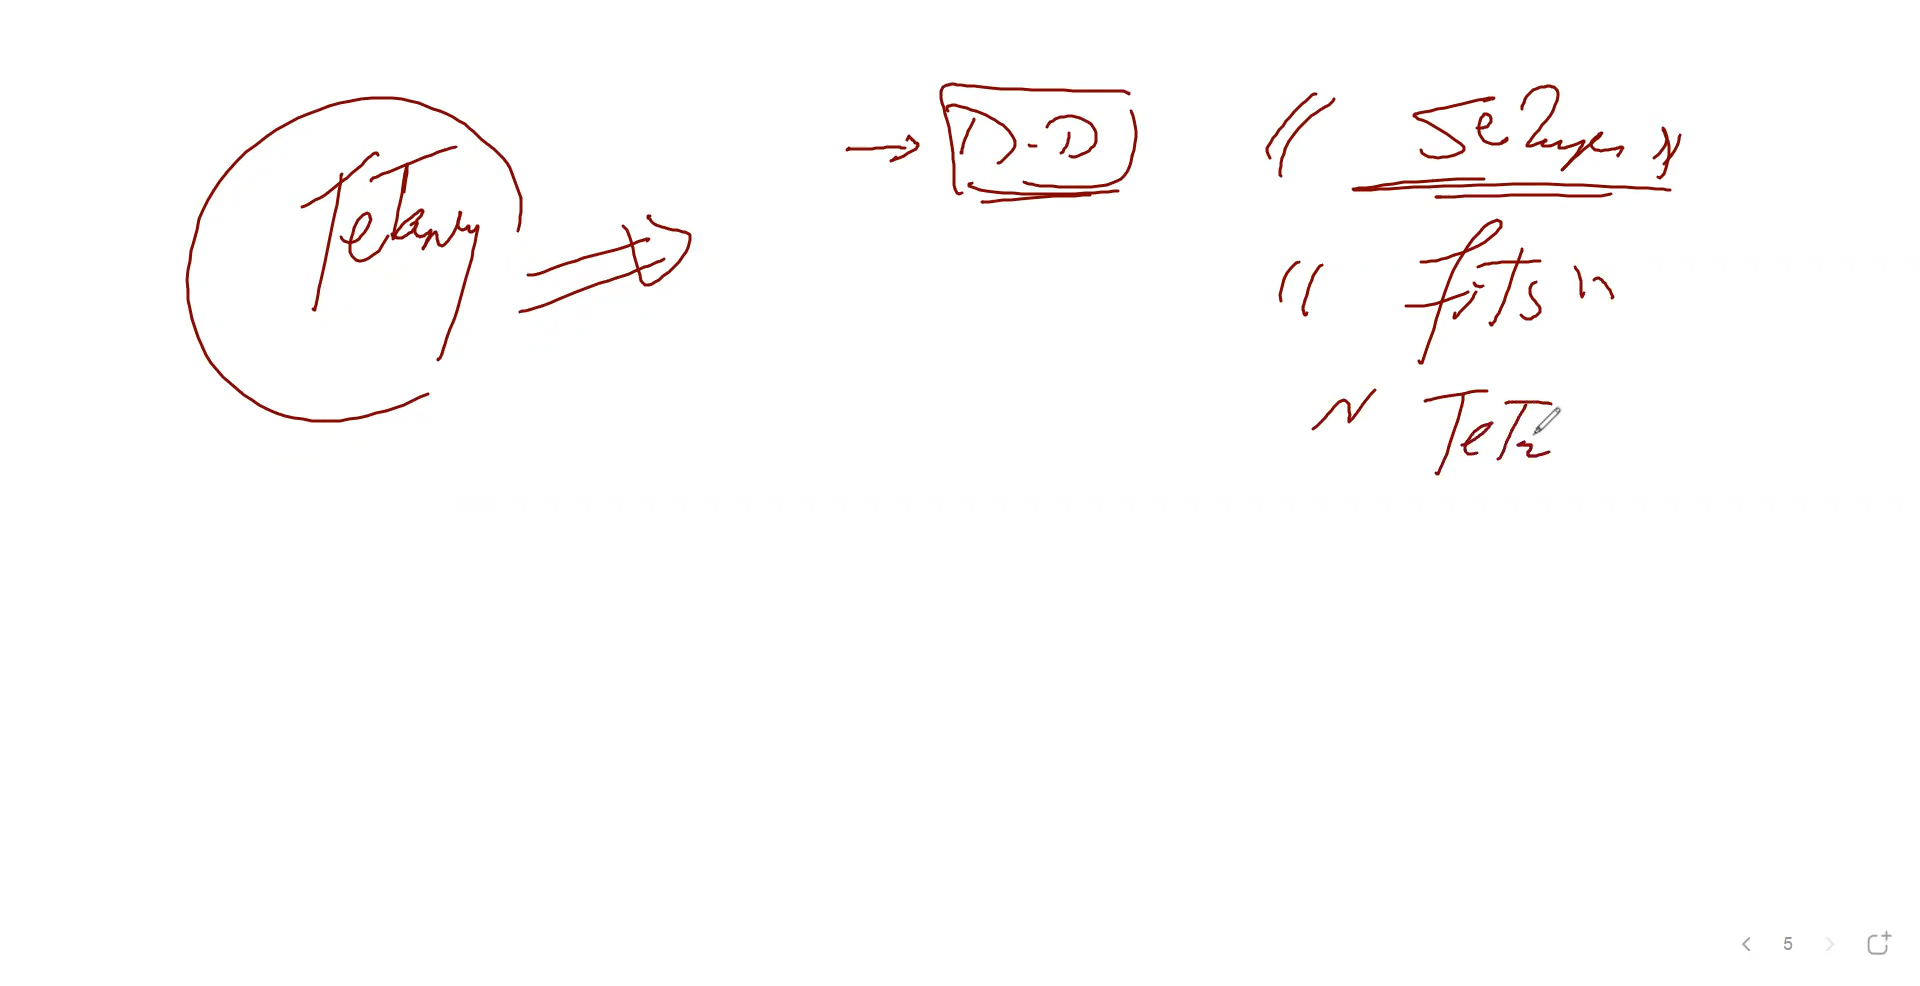 Tetany
→ D-D
" Seizures "
" fits "
" Teta
5